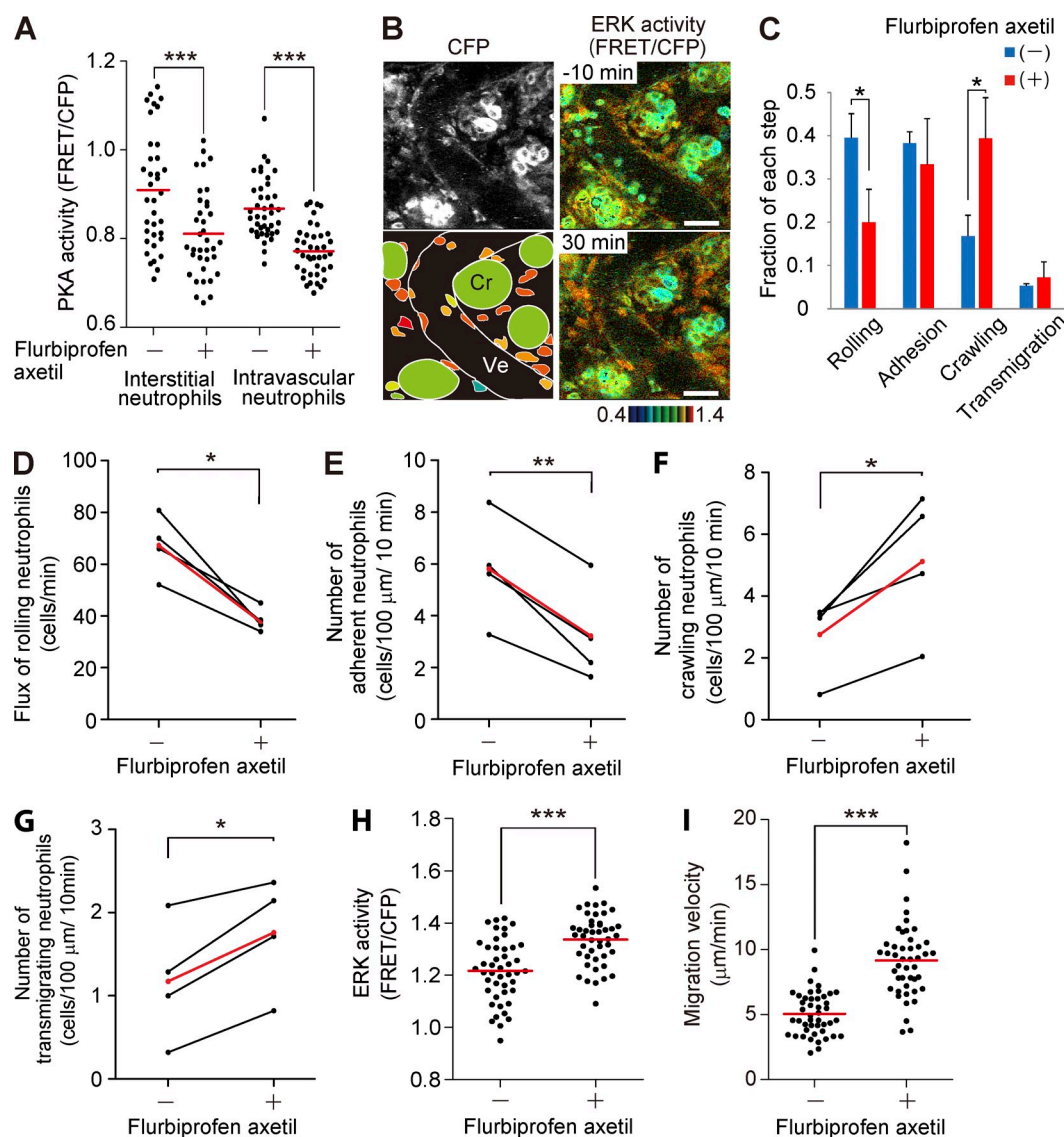 A
PKA activity (FRET/CFP)
1.2
1.0
0.8
0.6
***
***
Flurbiprofen
axetil
− + − +
Interstitial
neutrophils
Intravascular
neutrophils
B
CFP
ERK activity
(FRET/CFP)
-10 min
30 min
Cr
Ve
0.4 1.4
C
Flurbiprofen axetil
(−)
(+)
Fraction of each step
0.5
0.4
0.3
0.2
0.1
0
*
*
Rolling
Adhesion
Crawling
Transmigration
D
Flux of rolling neutrophils
(cells/min)
100
80
60
40
20
0
*
− +
Flurbiprofen axetil
E
Number of
adherent neutrophils
(cells/100 μm/ 10 min)
10
8
6
4
2
0
**
− +
Flurbiprofen axetil
F
Number of
crawling neutrophils
(cells/100 μm/10 min)
8
6
4
2
0
*
− +
Flurbiprofen axetil
G
Number of
transmigrating neutrophils
(cells/100 μm/ 10min)
3
2
1
0
*
− +
Flurbiprofen axetil
H
ERK activity
(FRET/CFP)
1.8
1.6
1.4
1.2
1.0
0.8
***
− +
Flurbiprofen axetil
I
Migration velocity
(μm/min)
20
15
10
5
0
***
− +
Flurbiprofen axetil